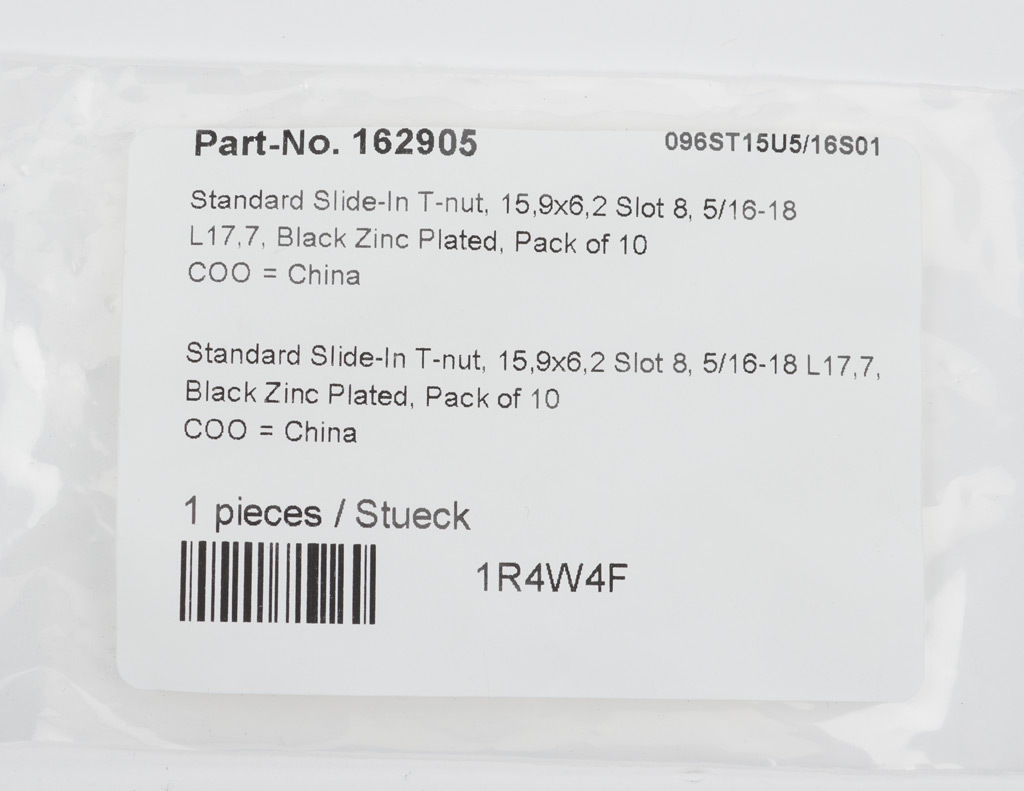 Part-No. 162905 096ST15U5/16S01
Standard Slide-In T-nut, 15,9x6,2 Slot 8, 5/16-18
L17,7, Black Zinc Plated, Pack of 10
COO = China
Standard Slide-In T-nut, 15,9x6,2 Slot 8, 5/16-18 L17,7,
Black Zinc Plated, Pack of 10
COO = China
1 pieces / Stueck
1R4W4F